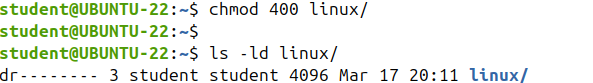 student@UBUNTU-22:~$ chmod 400 linux/
student@UBUNTU-22:~$
student@UBUNTU-22:~$ ls -ld linux/
dr-------- 3 student student 4096 Mar 17 20:11 linux/